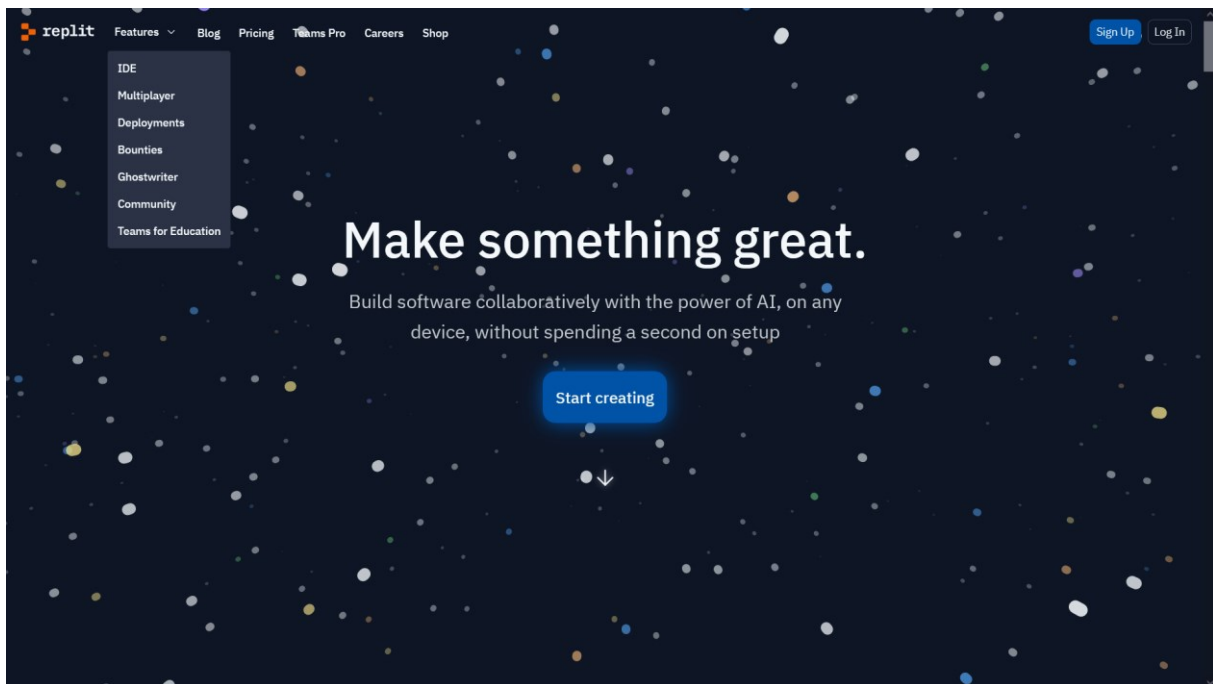 replit Features Blog Pricing Teams Pro Careers Shop Sign Up Log In
IDE
Multiplayer
Deployments
Bounties
Ghostwriter
Community
Teams for Education
Make something great.
Build software collaboratively with the power of AI, on any
device, without spending a second on setup
Start creating